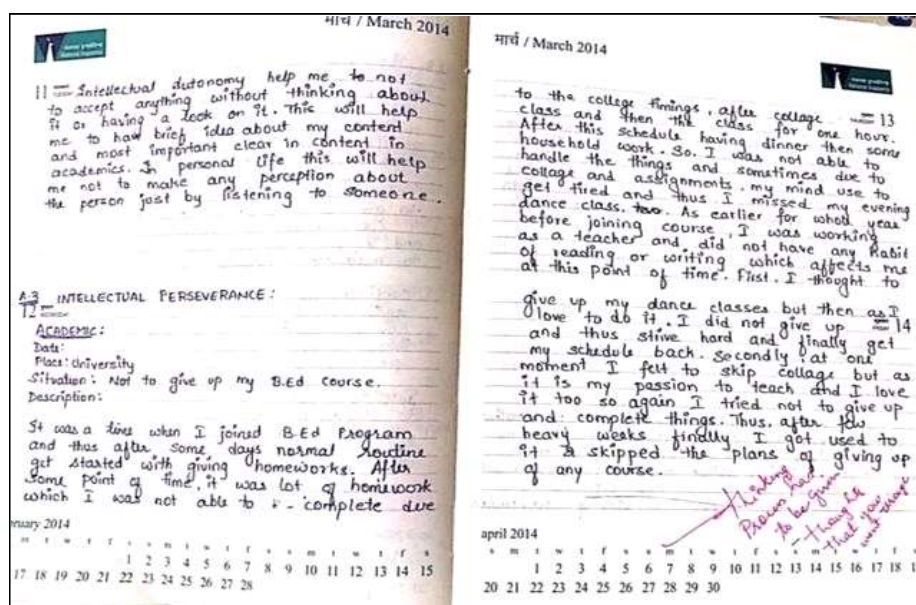 मार्च / March 2014
11 Intellectual Autonomy help me to not
to accept anything without thinking about
it or having a look on it. This will help
me to have brief idea about my content
and most important clear in content in
academics. In personal life this will help
me not to make any perception about
the person just by listening to someone.
A-3 INTELLECTUAL PERSEVERANCE:
12
ACADEMIC:
Date:
Place: University
Situation: Not to give up my B.Ed course.
Description:
It was a time when I joined B.Ed Program
and thus after some days normal routine
get started with giving homeworks. After
some point of time, it was lot of homework
which I was not able to complete due
ruary 2014
1 2 3 4 5 6 7 8 9 10 11 12 13 14 15
17 18 19 20 21 22 23 24 25 26 27 28
मार्च / March 2014
to the college timings, after collage 13
class and then the class for one hour.
After this schedule having dinner then some
household work. So, I was not able to
handle the things and sometimes due to
collage and assignments, my mind use to
get tired and thus I missed my evening
dance class. As earlier for whole year
before joining course, I was working
as a teacher and did not have any habit
of reading or writing which affects me
at this point of time. First, I thought to
give up my dance classes but then as I
love to do it. I did not give up 14
and thus strive hard and finally get
my schedule back. Secondly, at one
moment I felt to skip collage but as
it is my passion to teach and I love
it too so again I tried not to give up
and complete things. Thus, after few
heavy weeks finally I got used to
it & skipped the plans of giving up
of any course.
Thinking
Process had
to be given
- thought
that you
went through
april 2014
1 2 3 4 5 6 7 8 9 10 11 12 13 14 15 16 17 18
20 21 22 23 24 25 26 27 28 29 30